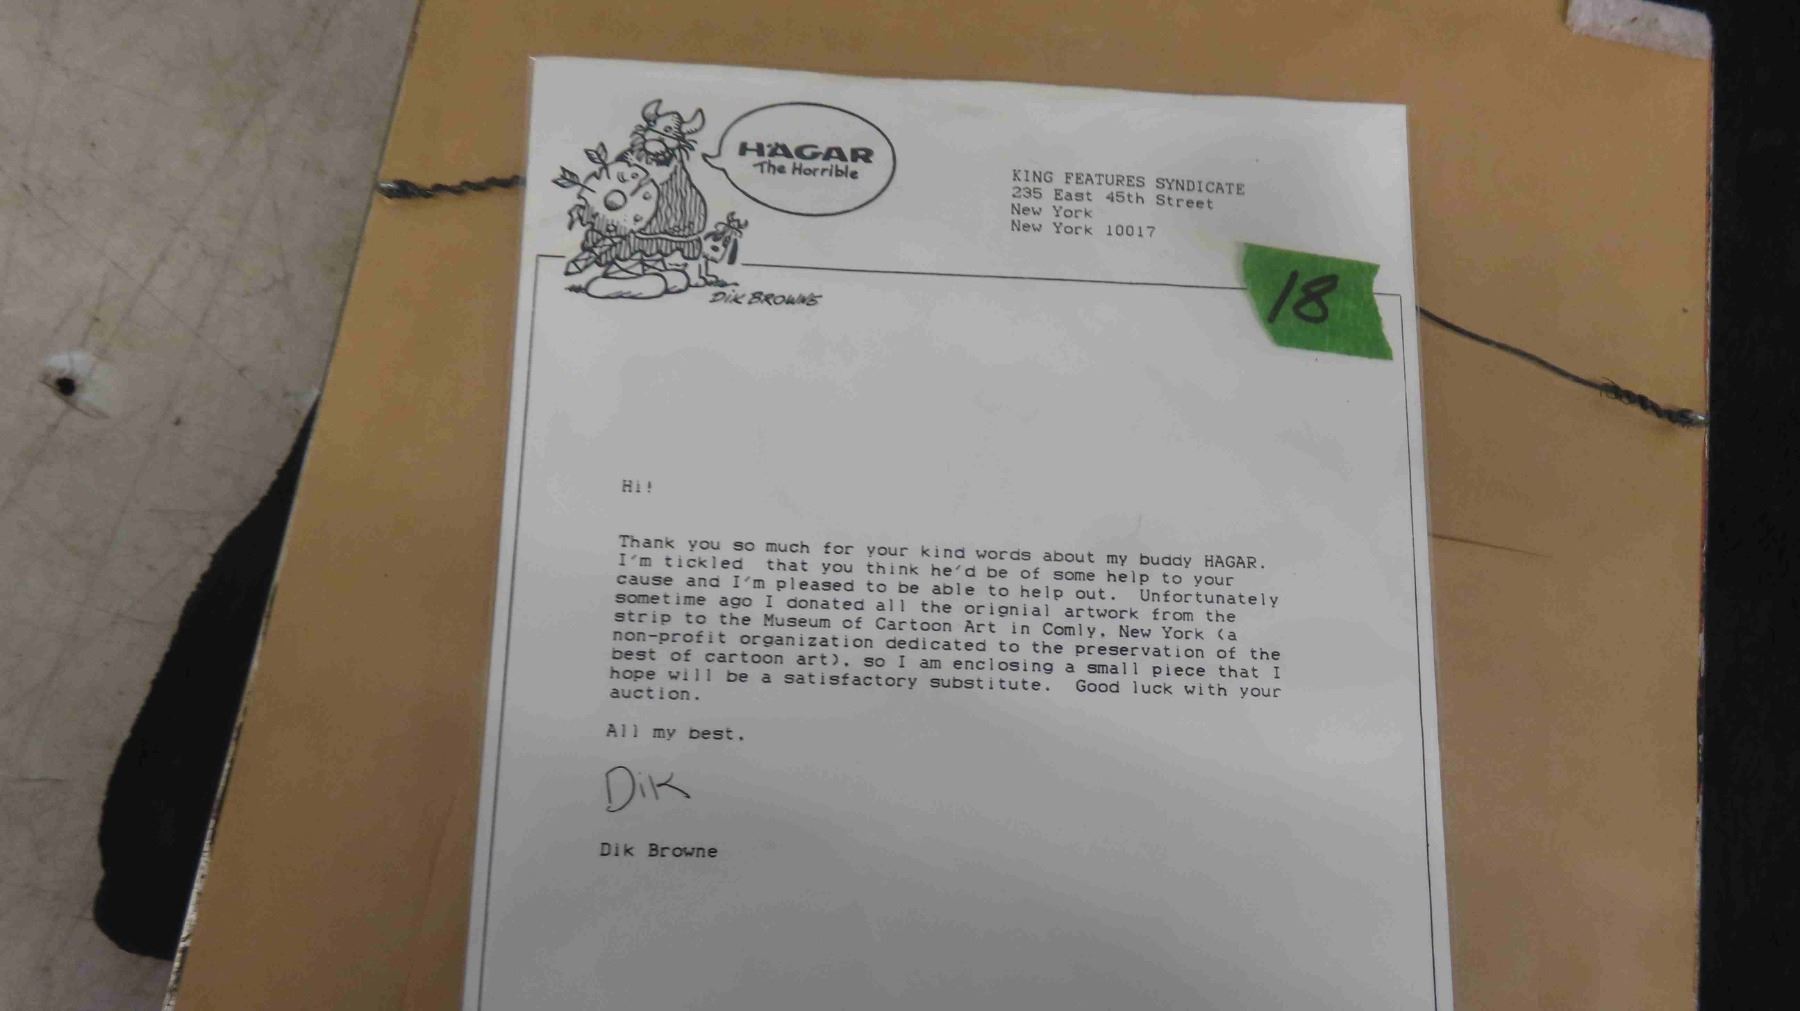 HÄGAR
The Horrible
KING FEATURES SYNDICATE
235 East 45th Street
New York
New York 10017
DIK BROWNE
18
Hi!
Thank you so much for your kind words about my buddy HAGAR.
I'm tickled  that you think he'd be of some help to your
cause and I'm pleased to be able to help out.  Unfortunately
sometime ago I donated all the orignial artwork from the
strip to the Museum of Cartoon Art in Comly, New York (a
non-profit organization dedicated to the preservation of the
best of cartoon art), so I am enclosing a small piece that I
hope will be a satisfactory substitute.  Good luck with your
auction.
All my best,
Dik
Dik Browne